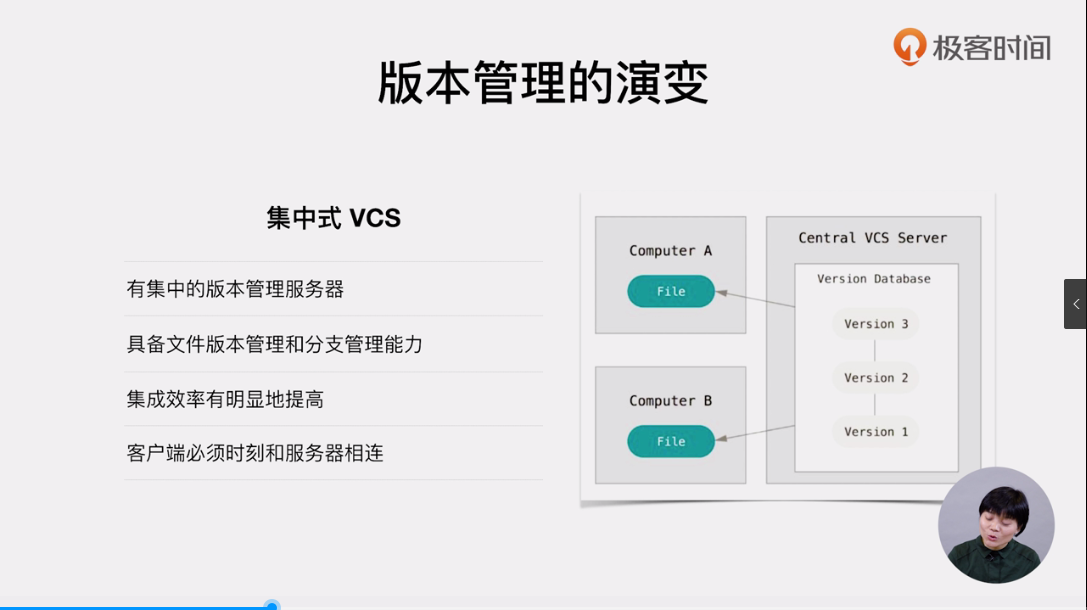 极客时间
版本管理的演变
集中式 VCS
有集中的版本管理服务器
具备文件版本管理和分支管理能力
集成效率有明显地提高
客户端必须时刻和服务器相连
Computer A
File
Computer B
File
Central VCS Server
Version Database
Version 3
Version 2
Version 1